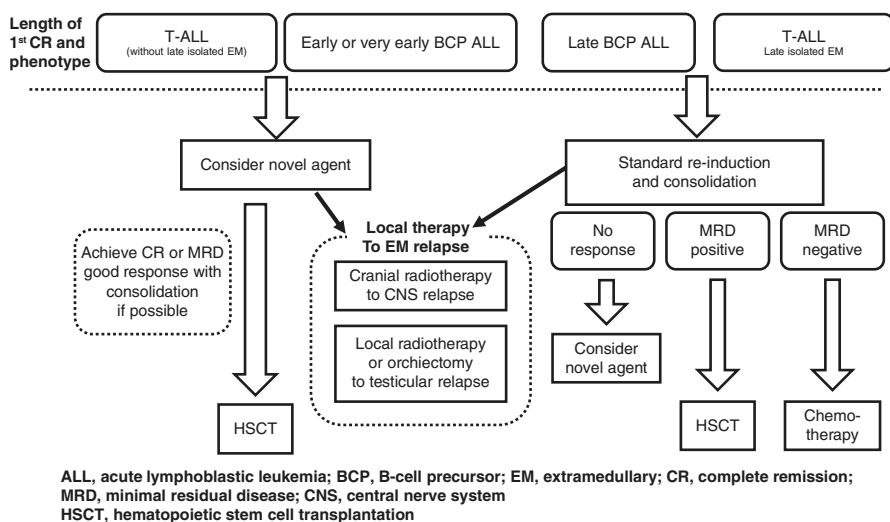 Length of
1st CR and
phenotype
T-ALL
(without late isolated EM)
Early or very early BCP ALL
Late BCP ALL
T-ALL
Late isolated EM
Consider novel agent
Standard re-induction
and consolidation
Local therapy
To EM relapse
Cranial radiotherapy
to CNS relapse
Local radiotherapy
or orchiectomy
to testicular relapse
Achieve CR or MRD
good response with
consolidation
if possible
No
response
MRD
positive
MRD
negative
Consider
novel agent
HSCT
HSCT
Chemo-
therapy
ALL, acute lymphoblastic leukemia; BCP, B-cell precursor; EM, extramedullary; CR, complete remission;
MRD, minimal residual disease; CNS, central nerve system
HSCT, hematopoietic stem cell transplantation